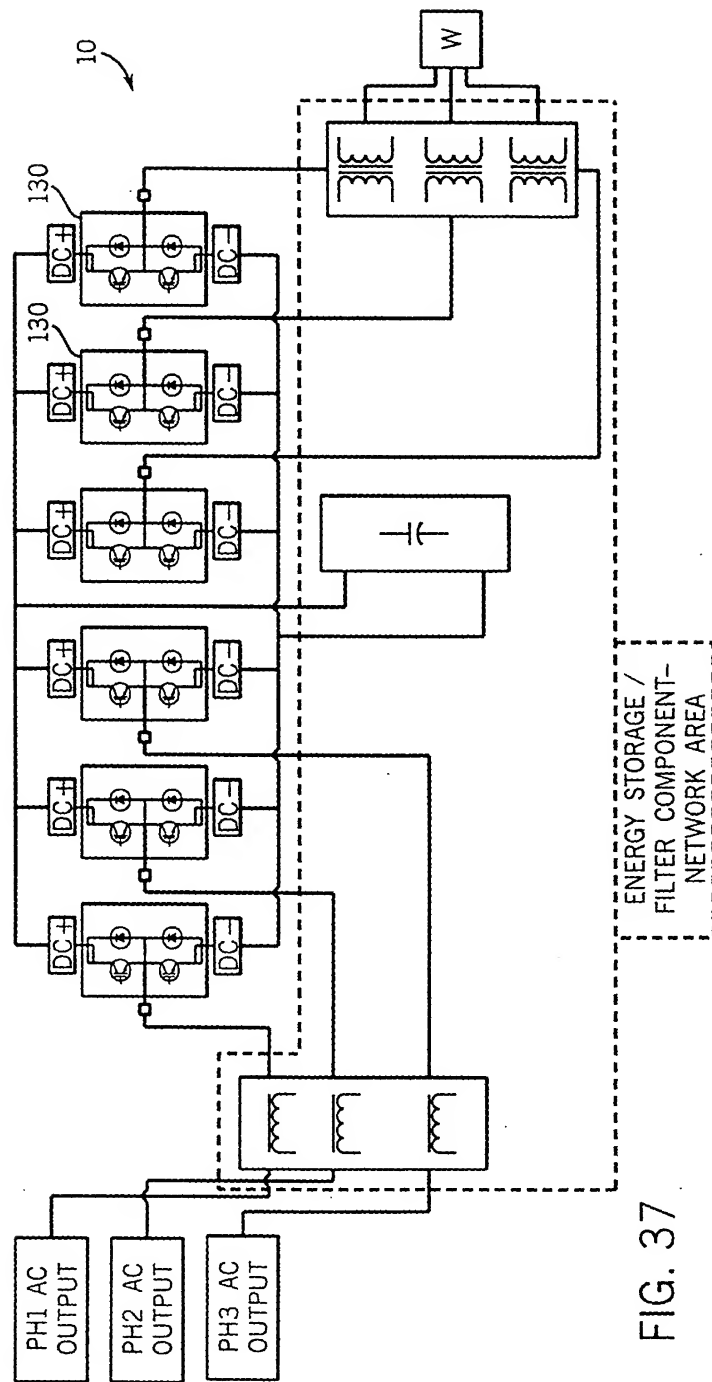 10
130
130
DC+
DC+
DC+
DC+
DC+
DC+
DC-
DC-
DC-
DC-
DC-
DC-
W
PH1 AC
OUTPUT
PH2 AC
OUTPUT
PH3 AC
OUTPUT
ENERGY STORAGE /
FILTER COMPONENT-
NETWORK AREA
FIG. 37